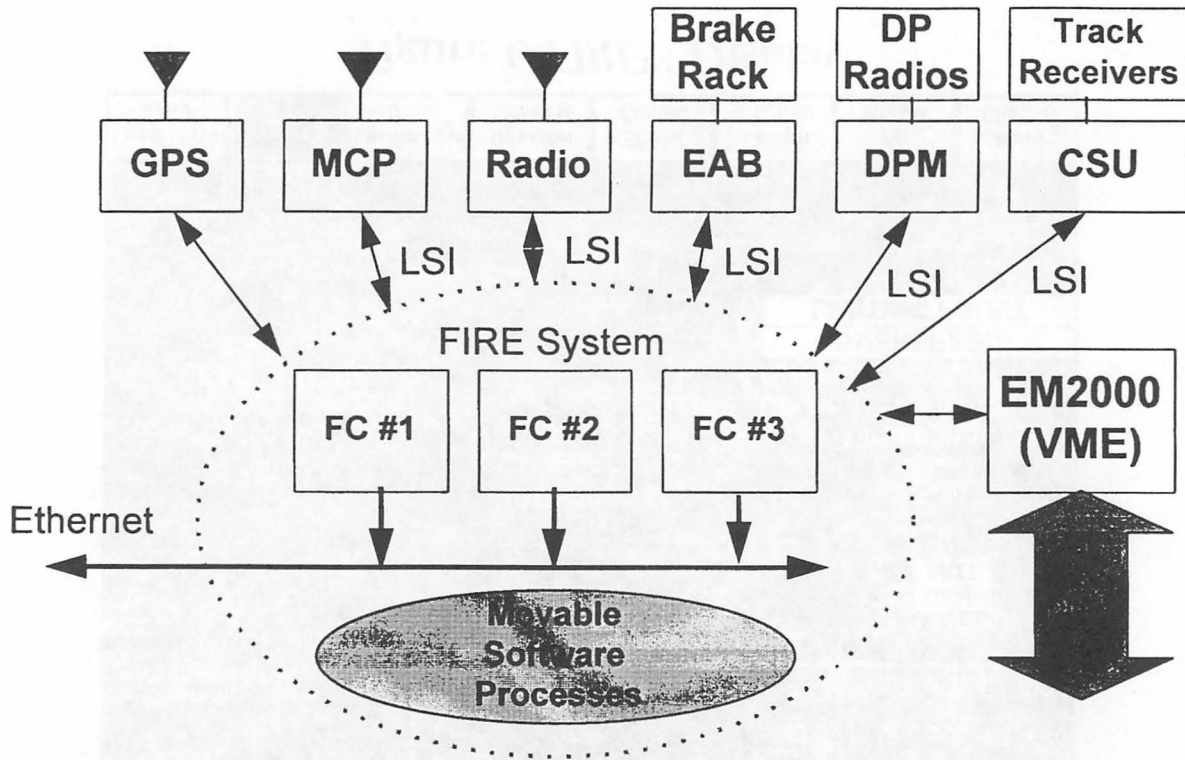 Brake
Rack
DP
Radios
Track
Receivers
GPS
MCP
Radio
EAB
DPM
CSU
LSI
LSI
LSI
LSI
LSI
FIRE System
FC #1
FC #2
FC #3
EM2000
(VME)
Ethernet
Movable
Software
Processes